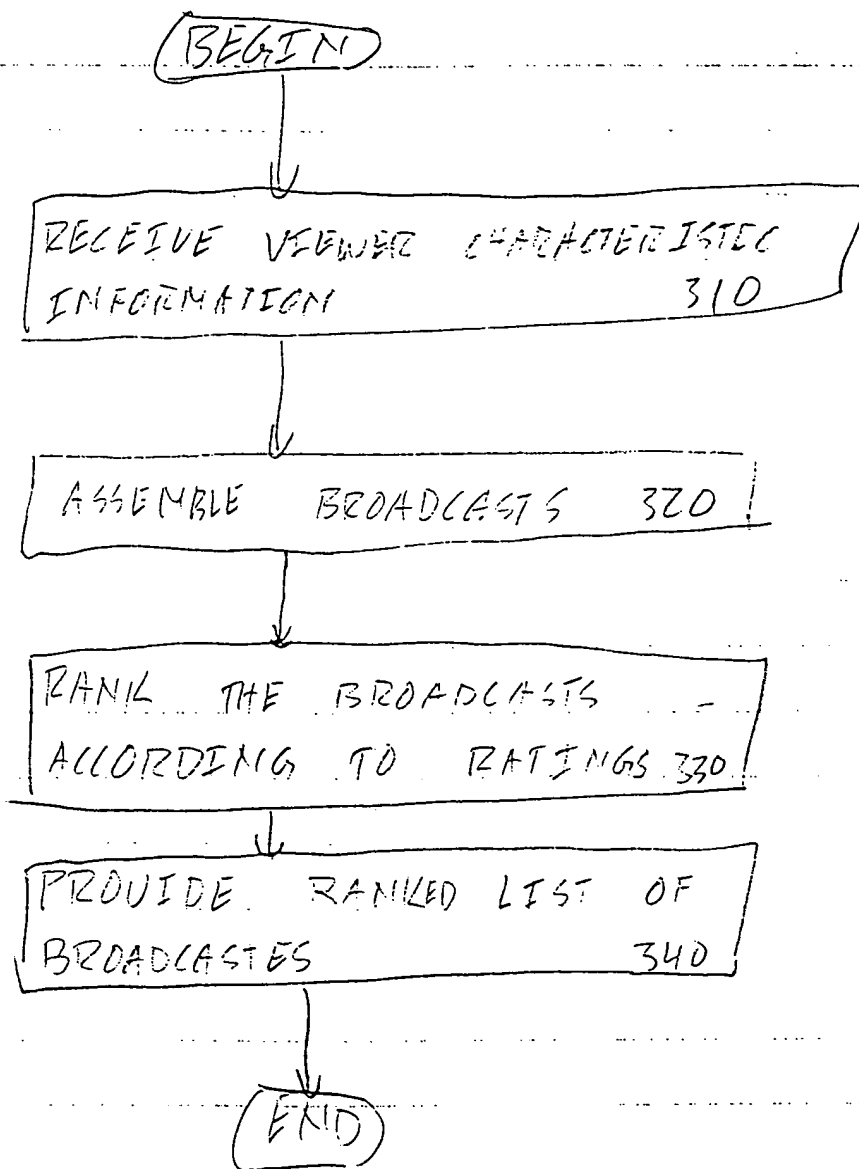 BEGIN
RECEIVE VIEWER CHARACTERISTIC
INFORMATION 310
ASSEMBLE BROADCASTS 320
RANK THE BROADCASTS
ACCORDING TO RATINGS 330
PROVIDE RANKED LIST OF
BROADCASTES 340
END